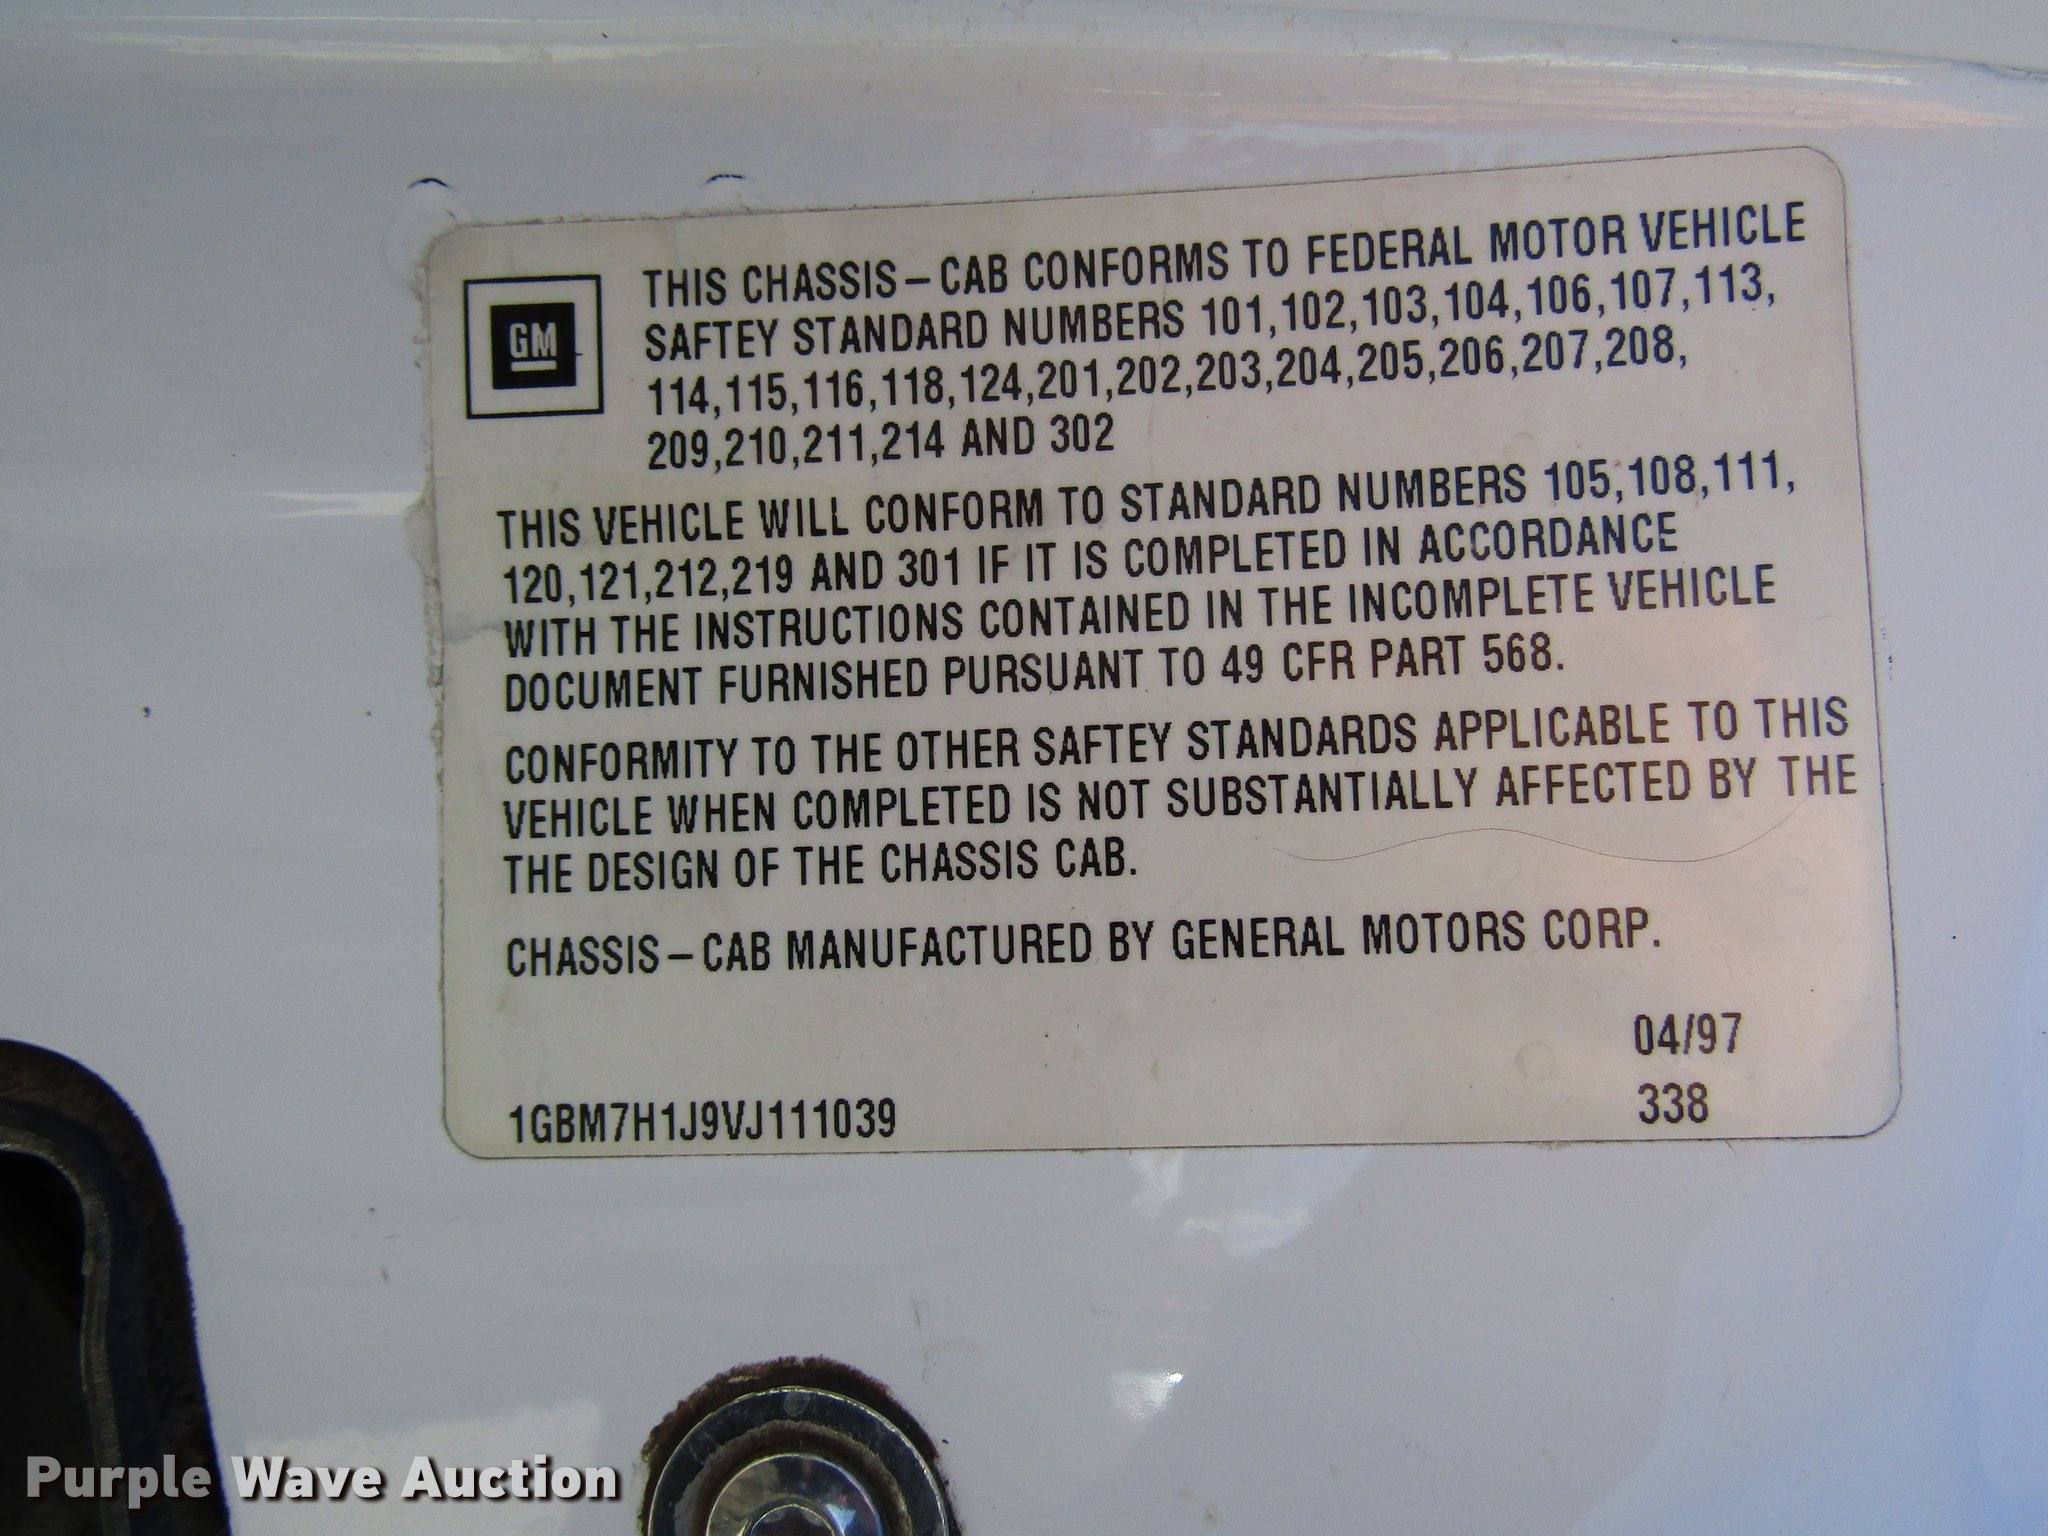 GM
THIS CHASSIS-CAB CONFORMS TO FEDERAL MOTOR VEHICLE
SAFTEY STANDARD NUMBERS 101,102,103,104,106,107,113,
114,115,116,118,124,201,202,203,204,205,206,207,208,
209,210,211,214 AND 302
THIS VEHICLE WILL CONFORM TO STANDARD NUMBERS 105,108,111,
120,121,212,219 AND 301 IF IT IS COMPLETED IN ACCORDANCE
WITH THE INSTRUCTIONS CONTAINED IN THE INCOMPLETE VEHICLE
DOCUMENT FURNISHED PURSUANT TO 49 CFR PART 568.
CONFORMITY TO THE OTHER SAFTEY STANDARDS APPLICABLE TO THIS
VEHICLE WHEN COMPLETED IS NOT SUBSTANTIALLY AFFECTED BY THE
THE DESIGN OF THE CHASSIS CAB.
CHASSIS-CAB MANUFACTURED BY GENERAL MOTORS CORP.
04/97
338
1GBM7H1J9VJ111039
Purple Wave Auction